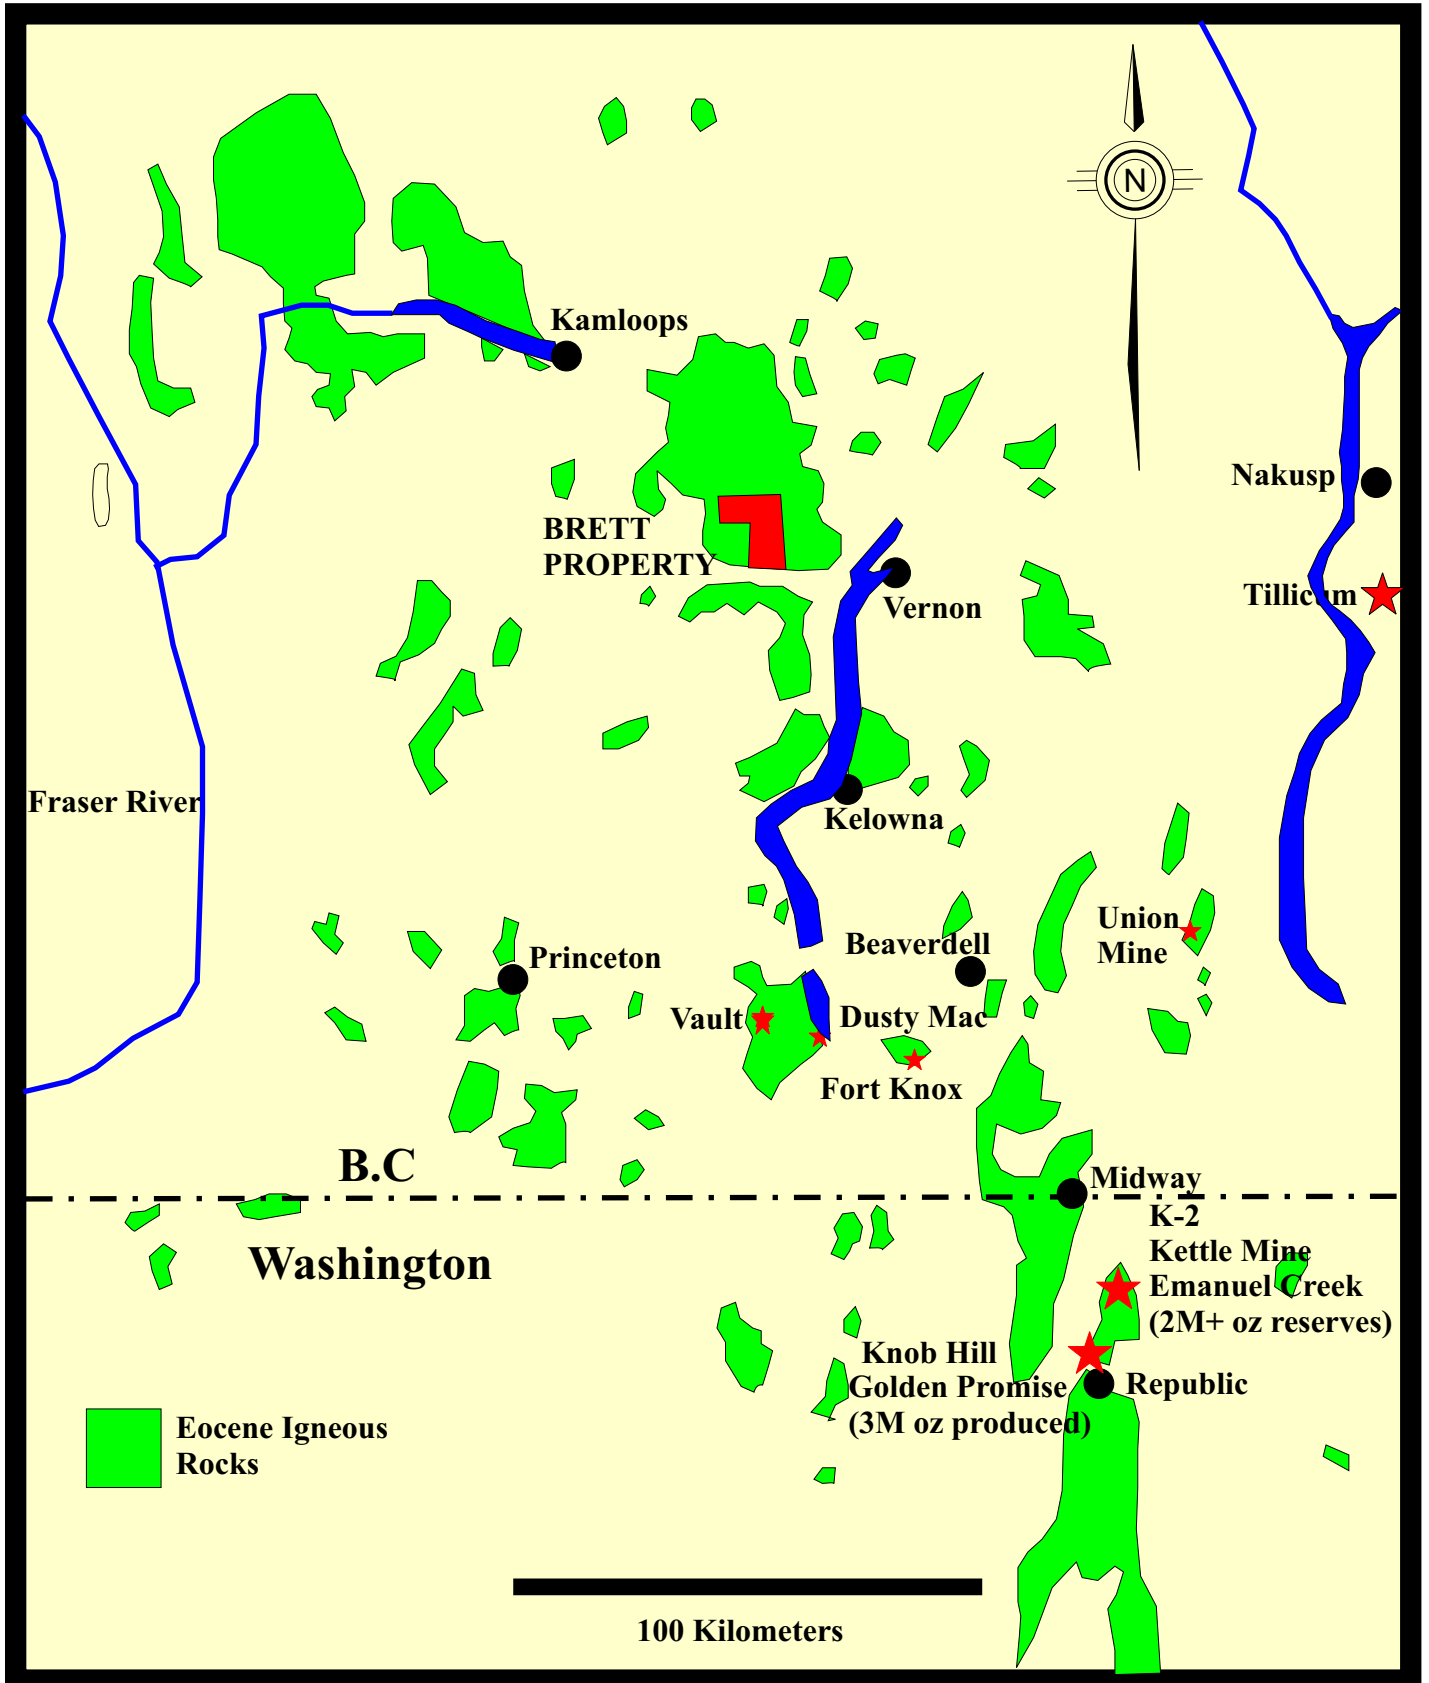 N
Kamloops
Nakusp
BRETT
PROPERTY
Tillicum
Vernon
Fraser River
Kelowna
Union
Mine
Beaverdell
Princeton
Vault
Dusty Mac
Fort Knox
B.C
Midway
K-2
Kettle Mine
Emanuel Creek
(2M+ oz reserves)
Washington
Knob Hill
Golden Promise
(3M oz produced)
Republic
Eocene Igneous
Rocks
100 Kilometers